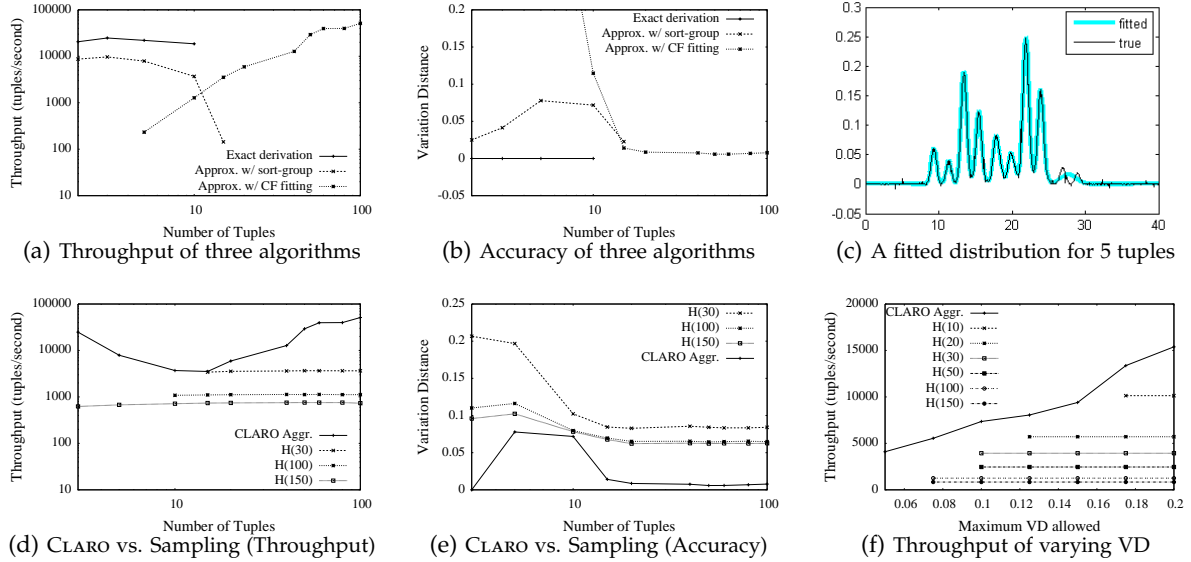 100000
10000
1000
100
10
10
100
Throughput (tuples/second)
Number of Tuples
Exact derivation
Approx. w/ sort-group
Approx. w/ CF fitting
(a) Throughput of three algorithms
0.2
0.15
0.1
0.05
0
-0.05
10
100
Variation Distance
Number of Tuples
Exact derivation
Approx. w/ sort-group
Approx. w/ CF fitting
(b) Accuracy of three algorithms
0.3
0.25
0.2
0.15
0.1
0.05
0
-0.05
0
10
20
30
40
fitted
true
(c) A fitted distribution for 5 tuples
100000
10000
1000
100
10
10
100
Throughput (tuples/second)
Number of Tuples
CLARO Aggr.
H(30)
H(100)
H(150)
(d) CLARO vs. Sampling (Throughput)
0.25
0.2
0.15
0.1
0.05
0
10
100
Variation Distance
Number of Tuples
H(30)
H(100)
H(150)
CLARO Aggr.
(e) CLARO vs. Sampling (Accuracy)
20000
15000
10000
5000
0
0.06
0.08
0.1
0.12
0.14
0.16
0.18
0.2
Throughput (tuples/second)
Maximum VD allowed
CLARO Aggr.
H(10)
H(20)
H(30)
H(50)
H(100)
H(150)
(f) Throughput of varying VD